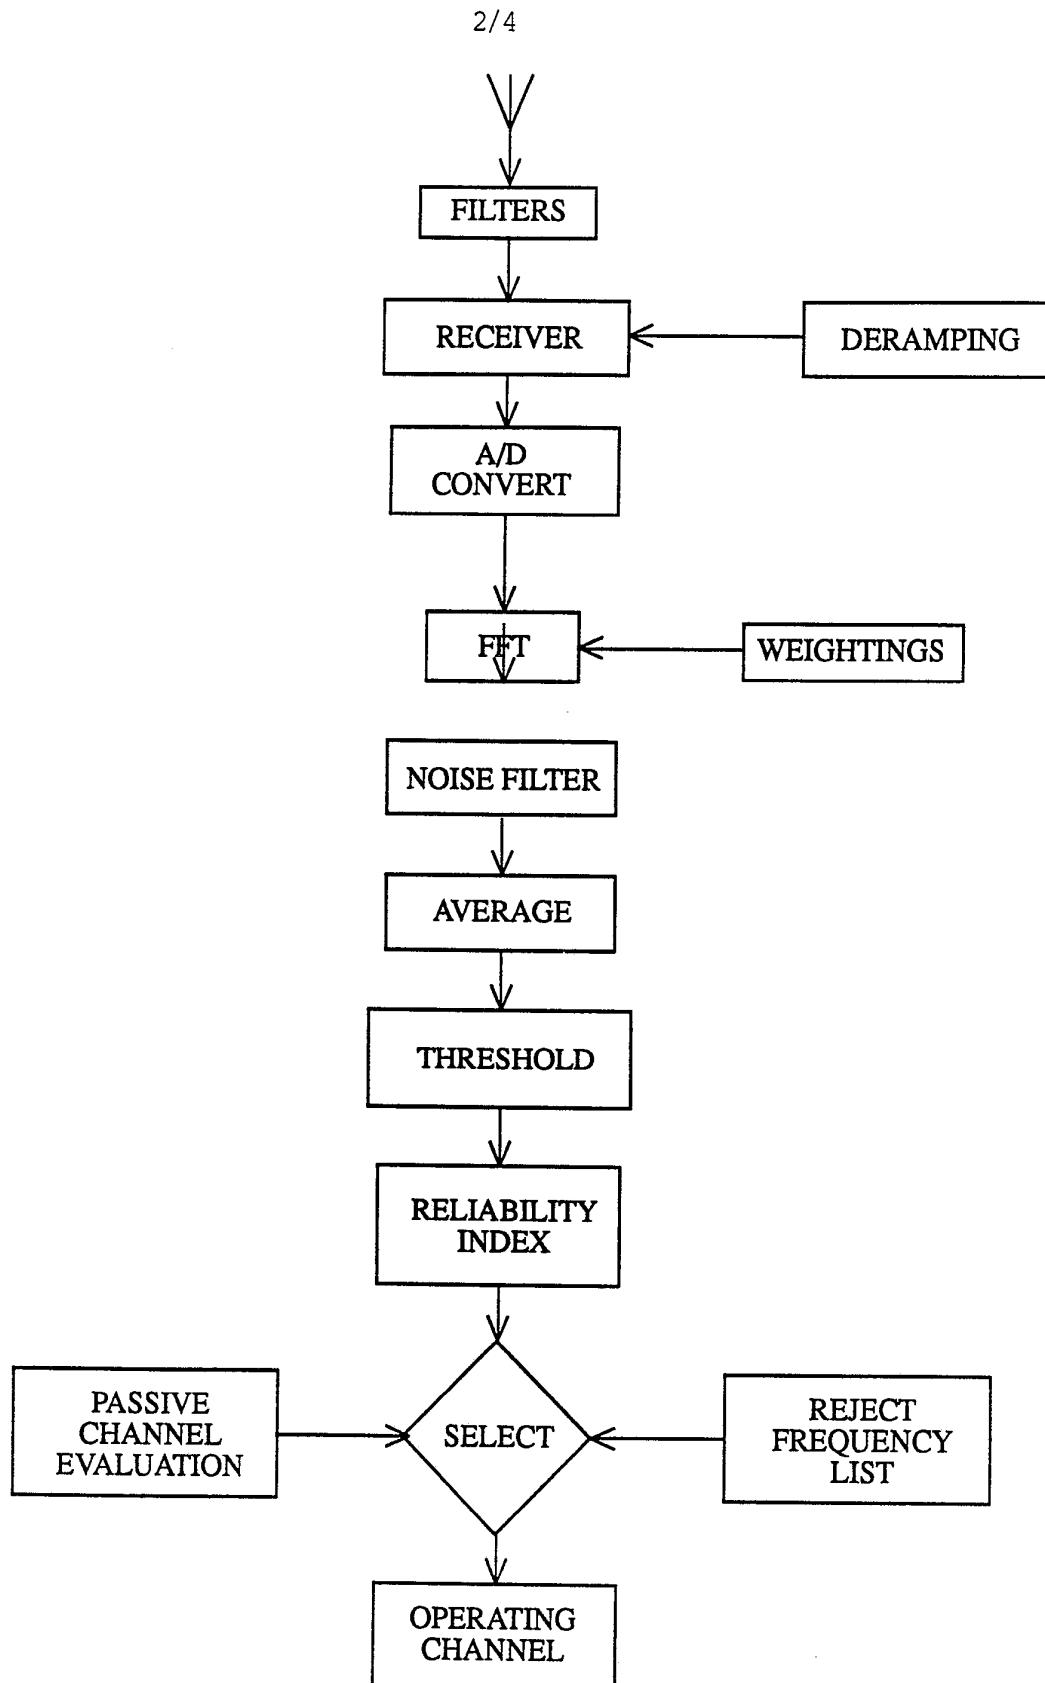 2/4
FILTERS
RECEIVER
DERAMPING
A/D
CONVERT
FFT
WEIGHTINGS
NOISE FILTER
AVERAGE
THRESHOLD
RELIABILITY
INDEX
PASSIVE
CHANNEL
EVALUATION
SELECT
REJECT
FREQUENCY
LIST
OPERATING
CHANNEL